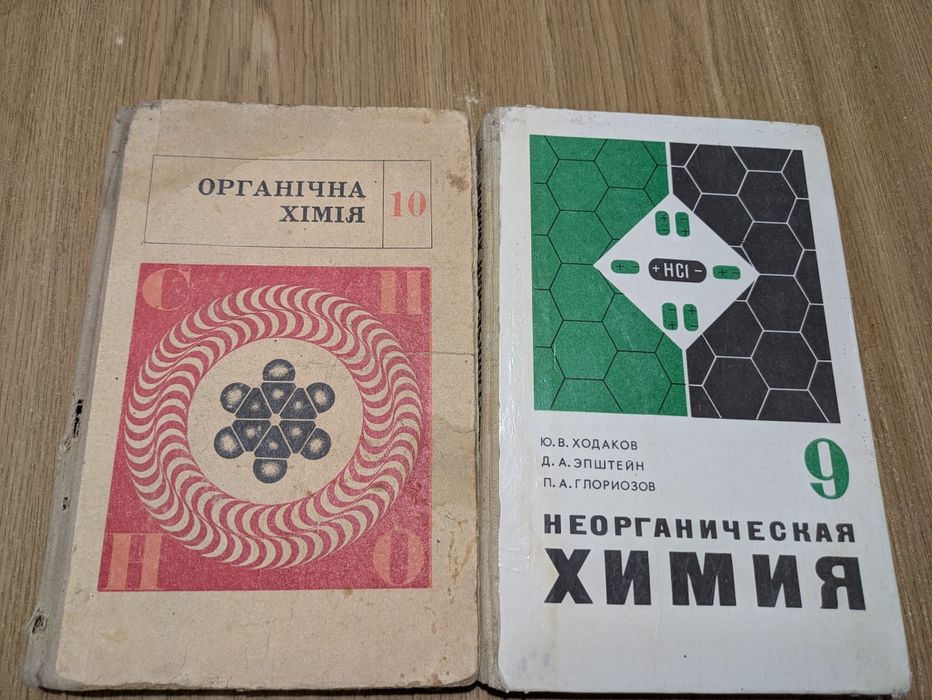 ОРГАНІЧНА
ХІМІЯ
10
C H
H O
+ -
+ -
+ HCl -
+ -
+ -
Ю. В. ХОДАКОВ
Д. А. ЭПШТЕЙН
П. А. ГЛОРИОЗОВ
9
НЕОРГАНИЧЕСКАЯ
ХИМИЯ